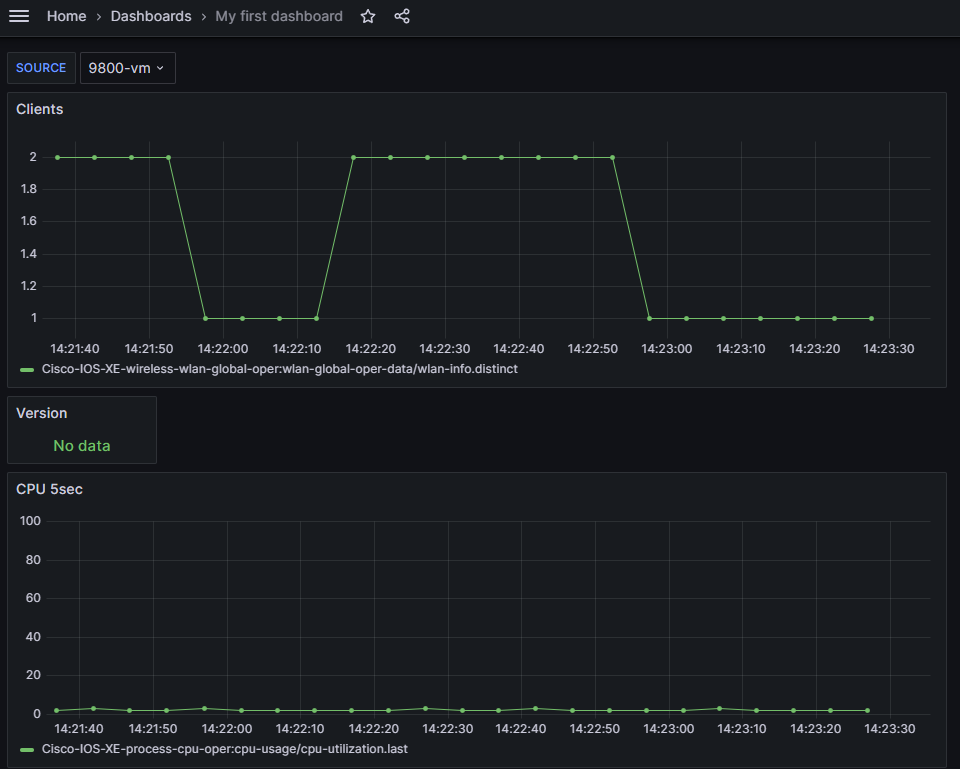 Home › Dashboards › My first dashboard
SOURCE 9800-vm
Clients
2
1.8
1.6
1.4
1.2
1
14:21:40 14:21:50 14:22:00 14:22:10 14:22:20 14:22:30 14:22:40 14:22:50 14:23:00 14:23:10 14:23:20 14:23:30
Cisco-IOS-XE-wireless-wlan-global-oper:wlan-global-oper-data/wlan-info.distinct
Version
No data
CPU 5sec
100
80
60
40
20
0
14:21:40 14:21:50 14:22:00 14:22:10 14:22:20 14:22:30 14:22:40 14:22:50 14:23:00 14:23:10 14:23:20 14:23:30
Cisco-IOS-XE-process-cpu-oper:cpu-usage/cpu-utilization.last